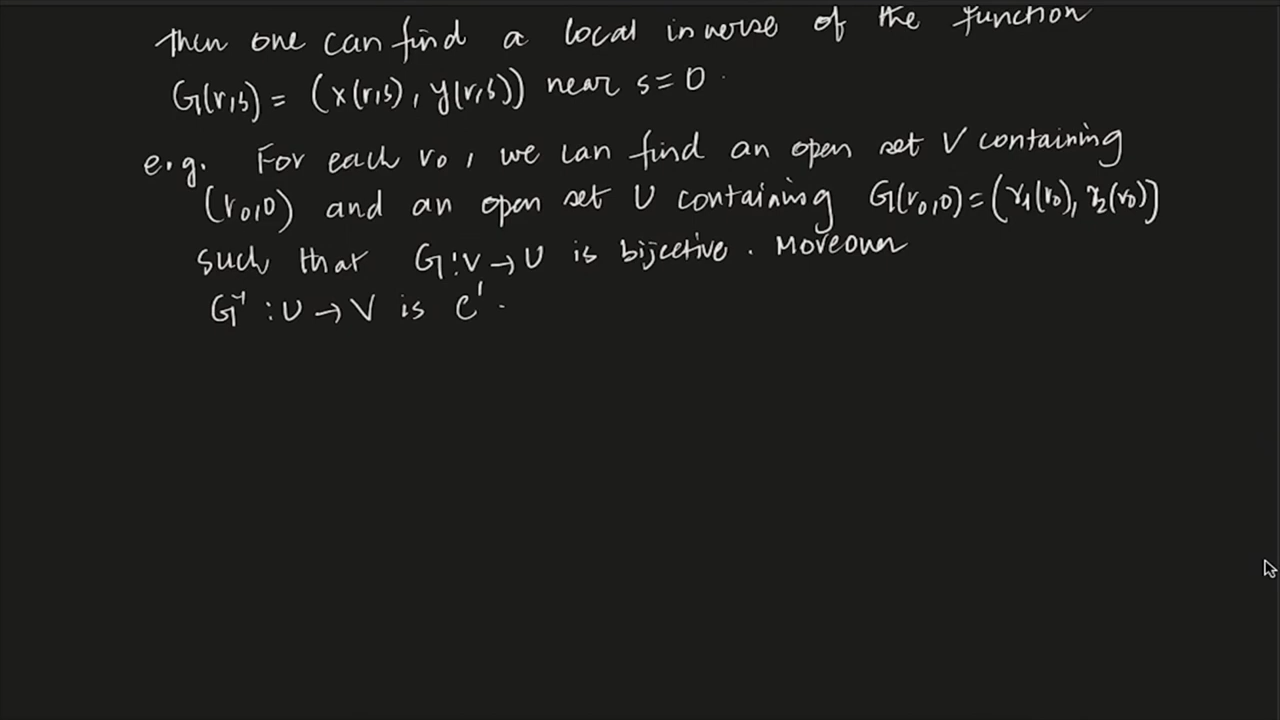 Then one can find a local inverse of the function
G(r,s) = (x(r,s), y(r,s)) near s=0.
e.g. For each r₀, we can find an open set V containing
(r₀,0) and an open set U containing G(r₀,0)=(γ₁(r₀), γ₂(r₀))
such that G:V→U is bijective. Moreover
G⁻¹:U→V is C¹.